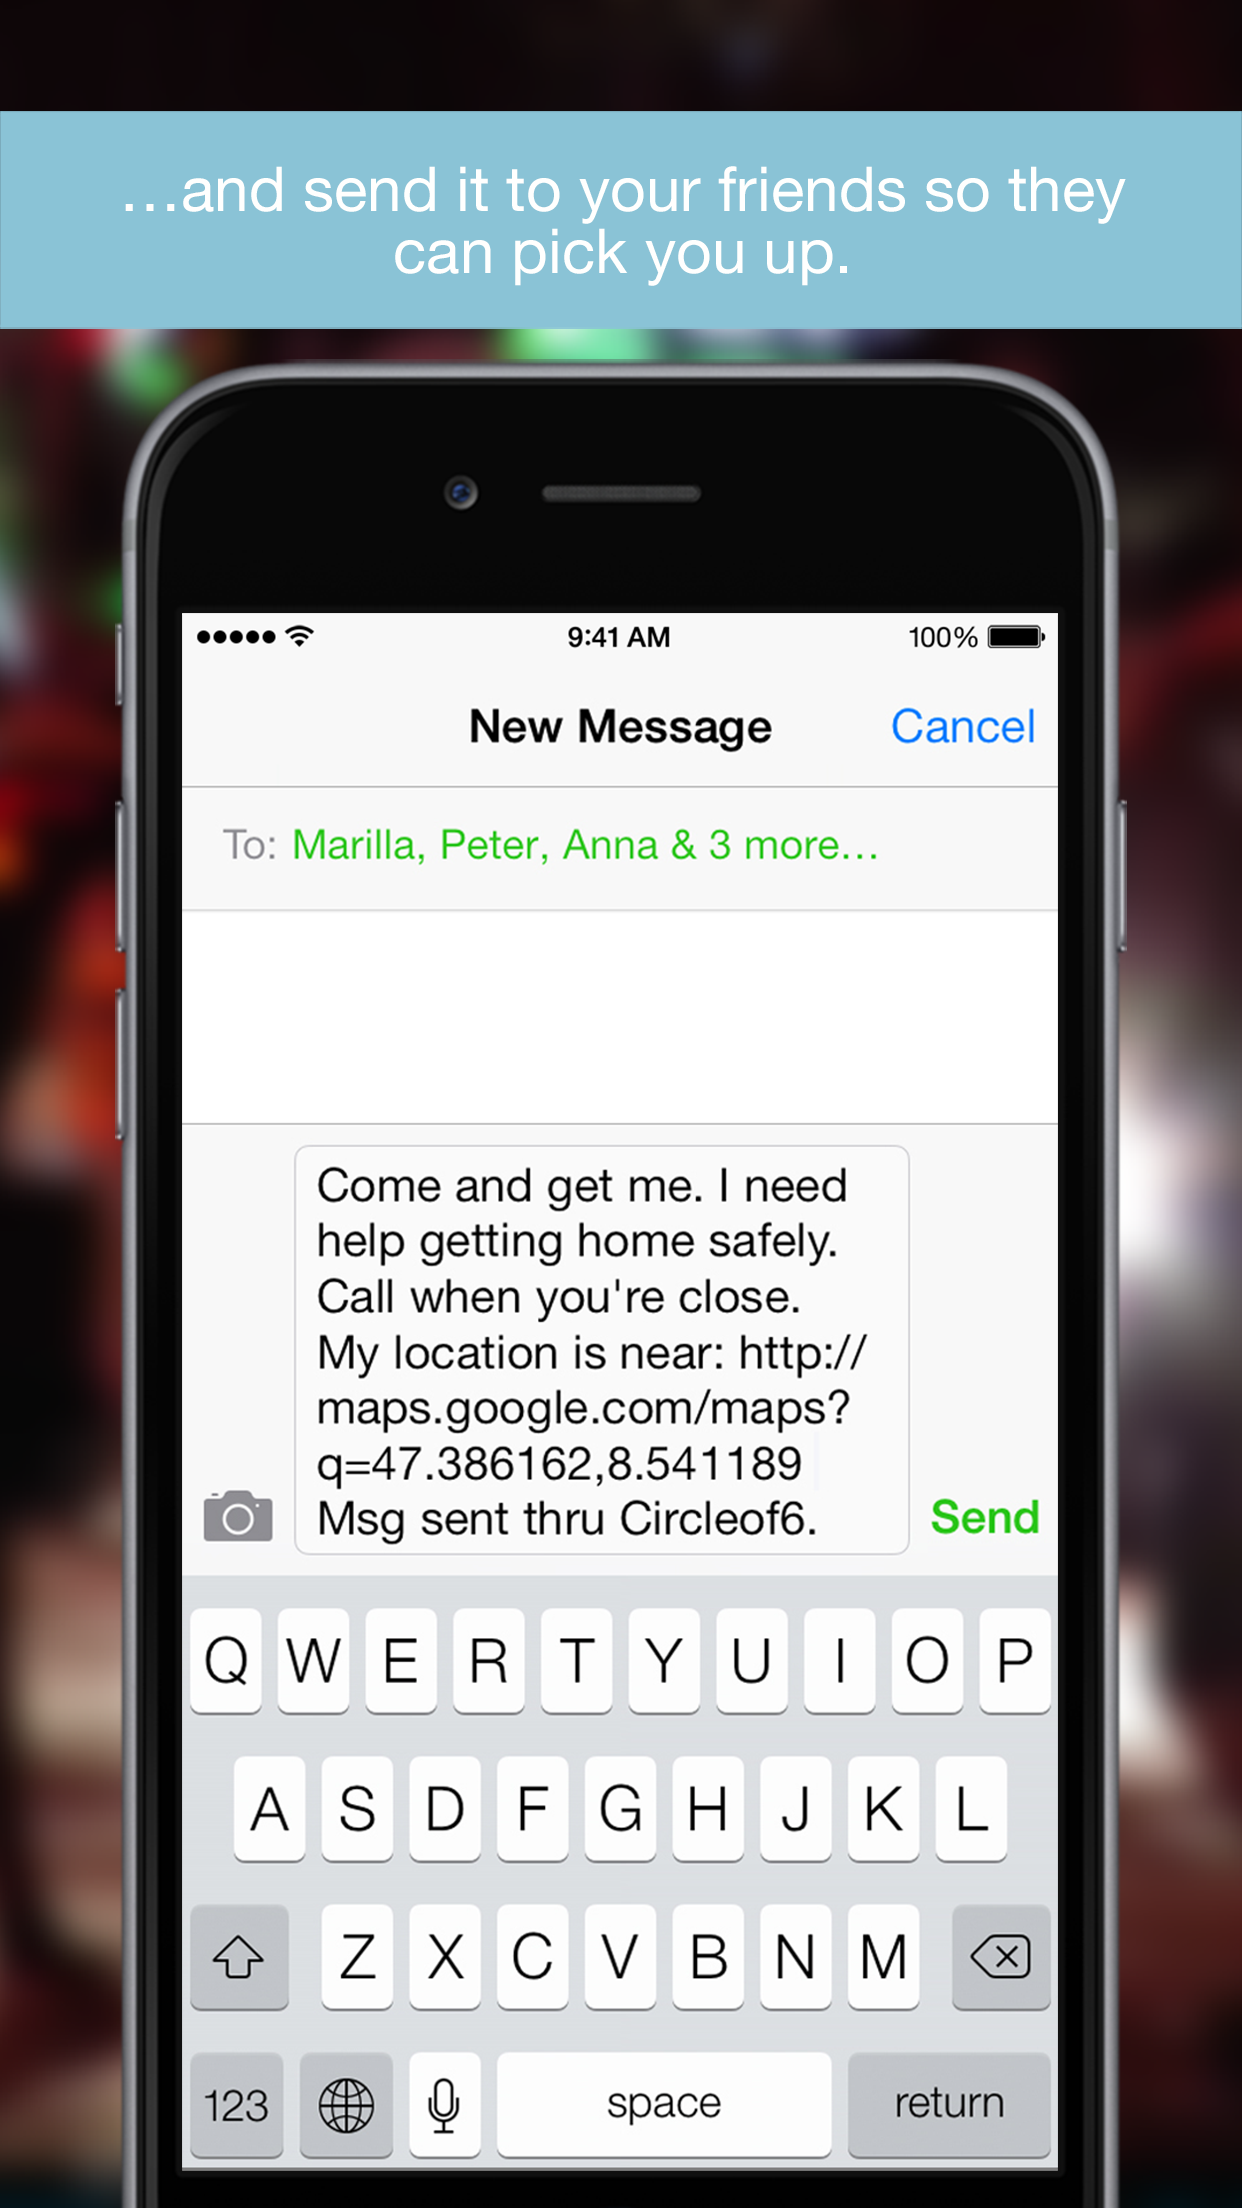 ...and send it to your friends so they
can pick you up.
9:41 AM 100%
New Message Cancel
To: Marilla, Peter, Anna & 3 more...
Come and get me. I need
help getting home safely.
Call when you're close.
My location is near: http://
maps.google.com/maps?
q=47.386162,8.541189
Msg sent thru Circleof6.
Send
Q W E R T Y U I O P
A S D F G H J K L
Z X C V B N M
123 space return